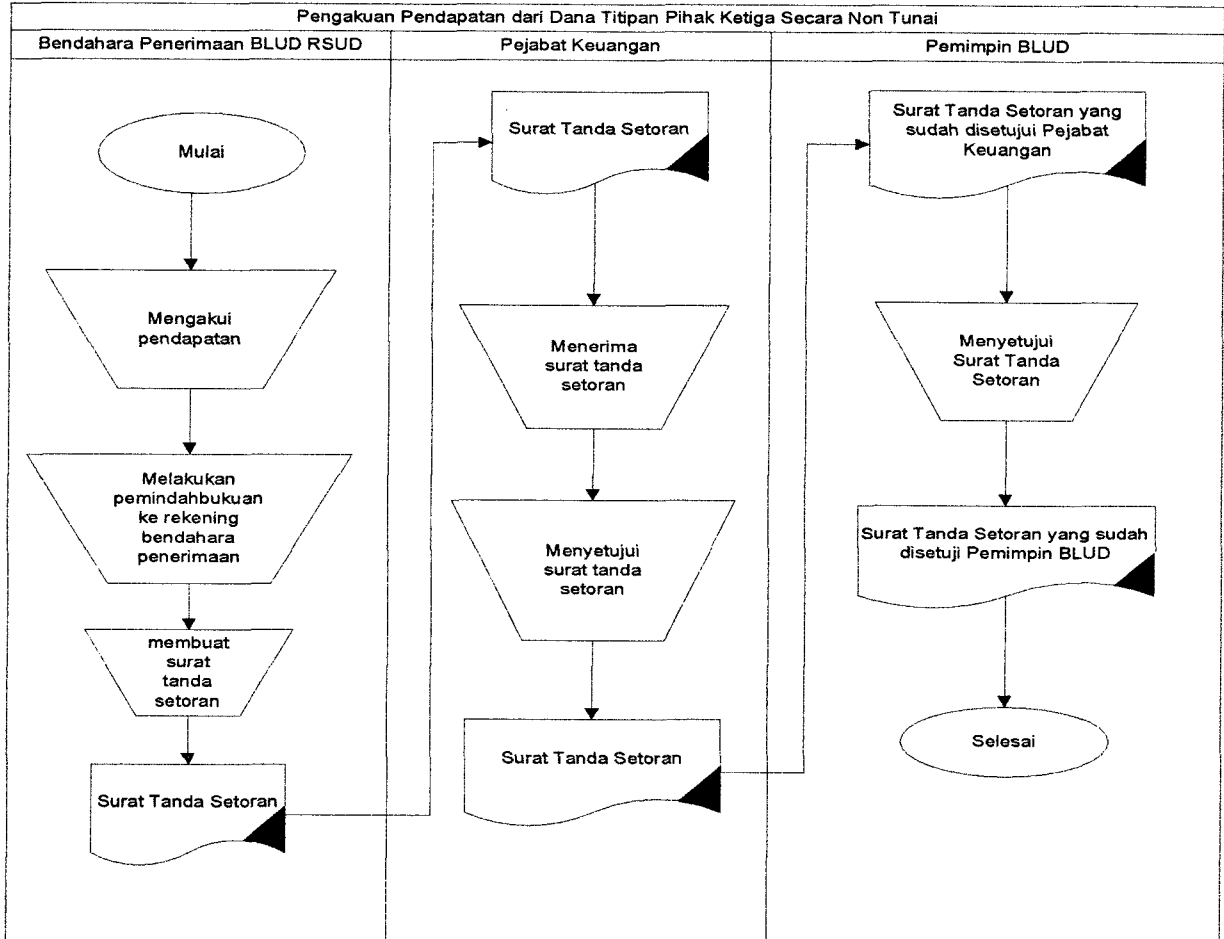 Pengakuan Pendapatan dari Dana Titipan Pihak Ketiga Secara Non Tunai
Bendahara Penerimaan BLUD RSUD
Pejabat Keuangan
Pemimpin BLUD
Mulai
Mengakui
pendapatan
Melakukan
pemindahbukuan
ke rekening
bendahara
penerimaan
membuat
surat
tanda
setoran
Surat Tanda Setoran
Surat Tanda Setoran
Menerima
surat tanda
setoran
Menyetujui
surat tanda
setoran
Surat Tanda Setoran
Surat Tanda Setoran yang
sudah disetujui Pejabat
Keuangan
Menyetujui
Surat Tanda
Setoran
Surat Tanda Setoran yang sudah
disetuji Pemimpin BLUD
Selesai